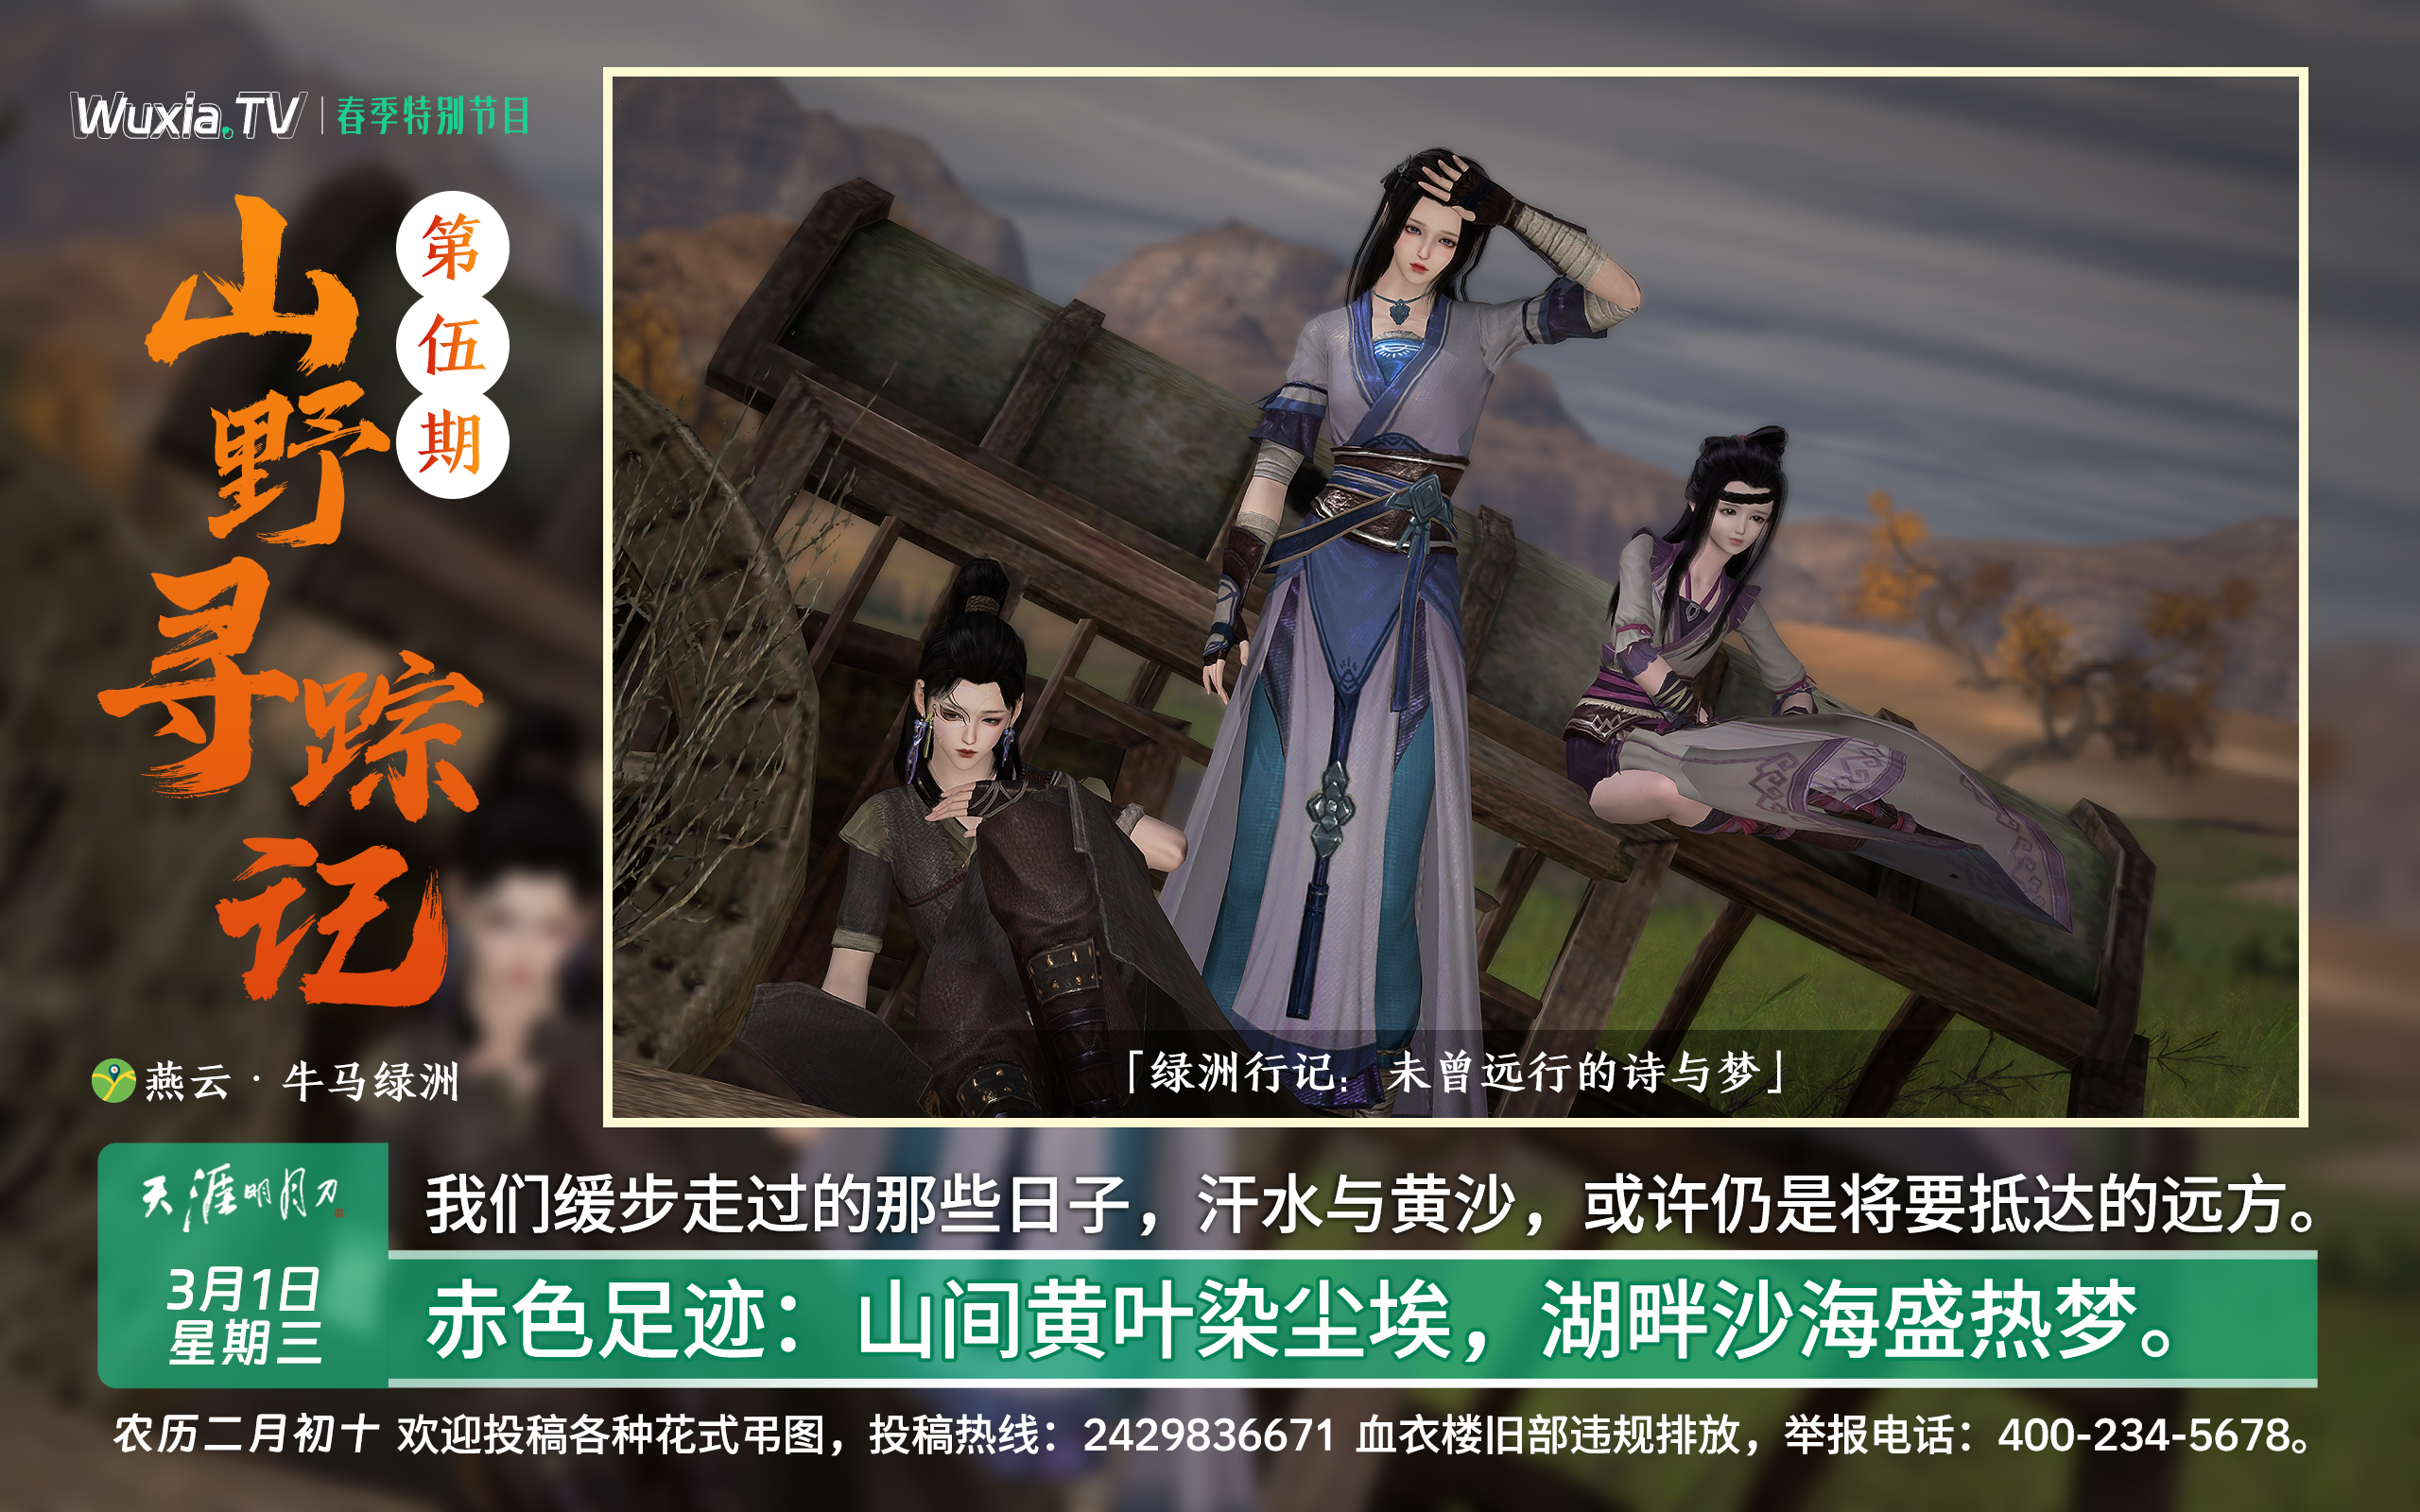 Wuxia.TV | 春季特别节目
山野寻踪记
第伍期
燕云 · 牛马绿洲
「绿洲行记：未曾远行的诗与梦」
天涯明月刀
3月1日
星期三
我们缓步走过的那些日子，汗水与黄沙，或许仍是将要抵达的远方。
赤色足迹：山间黄叶染尘埃，湖畔沙海盛热梦。
农历二月初十 欢迎投稿各种花式弔图，投稿热线：2429836671 血衣楼旧部违规排放，举报电话：400-234-5678。